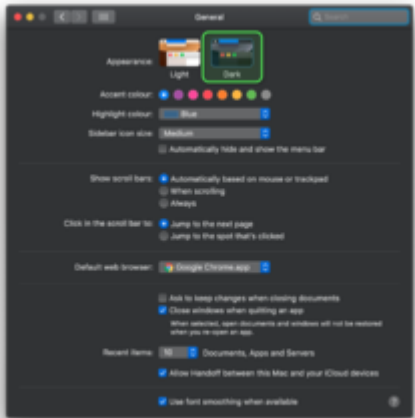 General
Search
Appearance:
Light Dark
Accent colour:
Highlight colour: Blue
Sidebar icon size: Medium
Automatically hide and show the menu bar
Show scroll bars: Automatically based on mouse or trackpad
When scrolling
Always
Click in the scroll bar to: Jump to the next page
Jump to the spot that's clicked
Default web browser: Google Chrome.app
Ask to keep changes when closing documents
Close windows when quitting an app
When selected, open documents and windows will not be restored
when you re-open an app.
Recent items: 10 Documents, Apps and Servers
Allow Handoff between this Mac and your iCloud devices
Use font smoothing when available
?